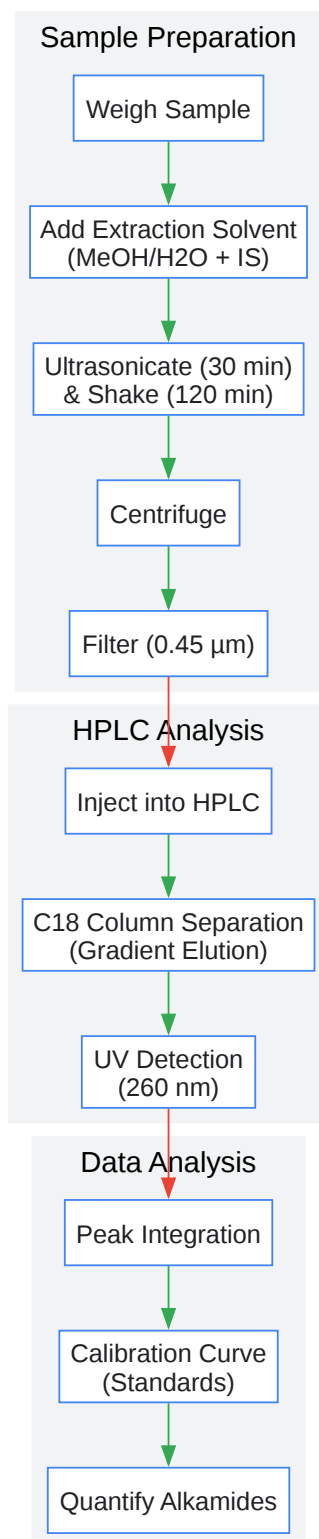 Sample Preparation
Weigh Sample
Add Extraction Solvent
(MeOH/H2O + IS)
Ultrasonicate (30 min)
& Shake (120 min)
Centrifuge
Filter (0.45 µm)
HPLC Analysis
Inject into HPLC
C18 Column Separation
(Gradient Elution)
UV Detection
(260 nm)
Data Analysis
Peak Integration
Calibration Curve
(Standards)
Quantify Alkamides